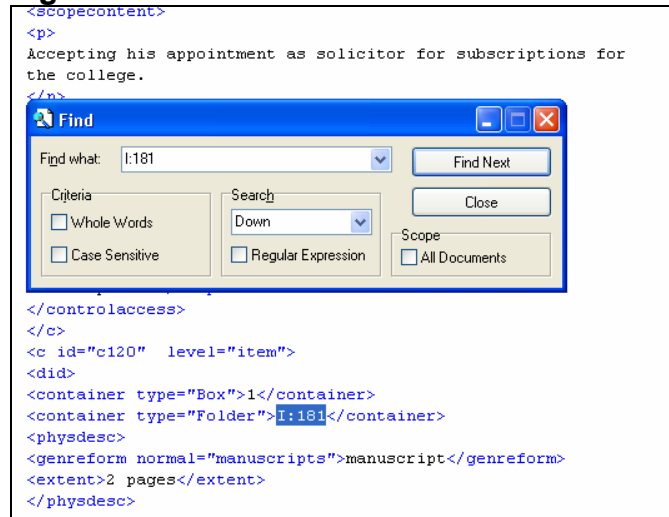 <scopecontent>
<p>
Accepting his appointment as solicitor for subscriptions for
the college.
</p>
Find
Find what: I:181
Find Next
Criteria
Search
Close
Whole Words
Down
Scope
Case Sensitive
Regular Expression
All Documents
</controlaccess>
</c>
<c id="c120"  level="item">
<did>
<container type="Box">1</container>
<container type="Folder">I:181</container>
<physdesc>
<genreform normal="manuscripts">manuscript</genreform>
<extent>2 pages</extent>
</physdesc>